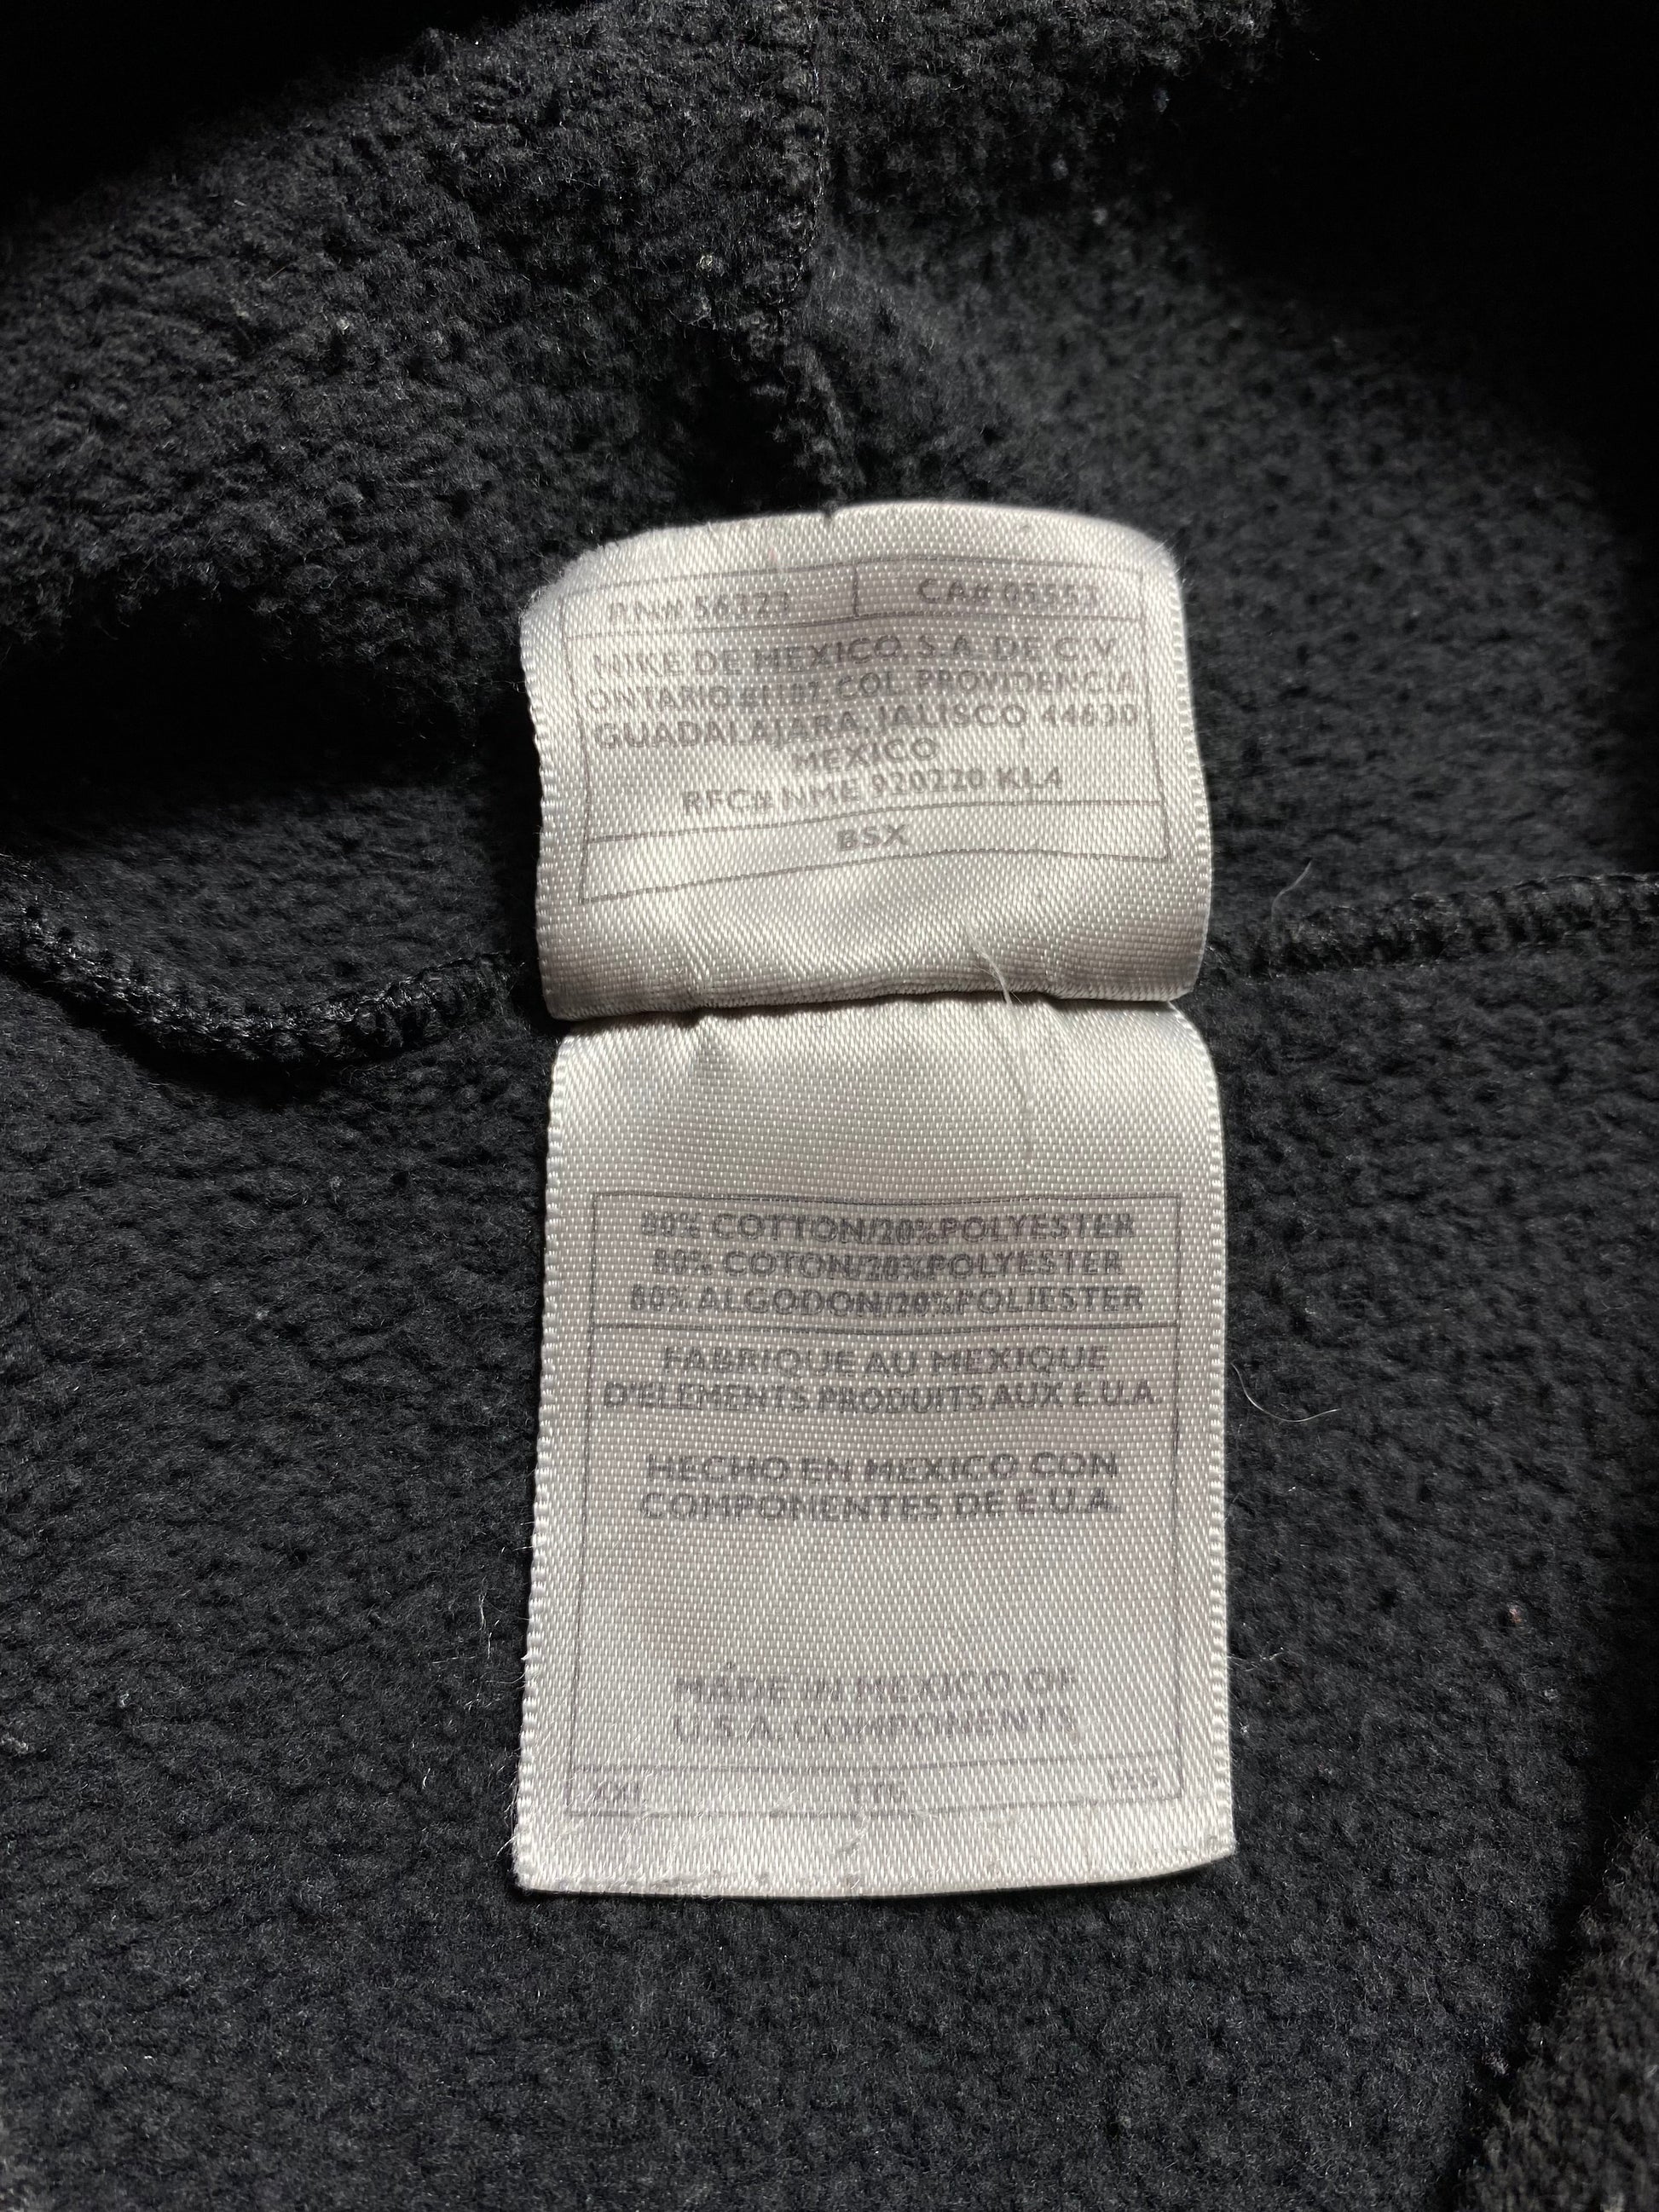 RN# 56323 CA# 05553
NIKE DE MEXICO, S.A. DE C.V.
ONTARIO #1107, COL. PROVIDENCIA
GUADALAJARA, JALISCO 44630
MEXICO
RFC# NME 920220 KL4
BSX
80% COTTON/20%POLYESTER
80% COTON/20%POLYESTER
80% ALGODON/20%POLIESTER
FABRIQUE AU MEXIQUE
D'ELEMENTS PRODUITS AUX E.U.A
HECHO EN MEXICO CON
COMPONENTES DE E.U.A
MADE IN MEXICO OF
U.S.A. COMPONENTS
XXL